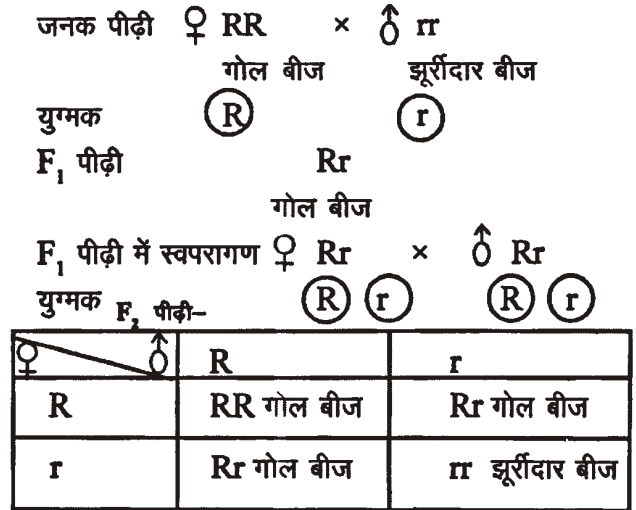 जनक पीढ़ी ♀ RR × ♂ rr
गोल बीज झूर्रीदार बीज
युग्मक R r
F₁ पीढ़ी Rr
गोल बीज
F₁ पीढ़ी में स्वपरागण ♀ Rr × ♂ Rr
युग्मक R r R r
F₂ पीढ़ी–
♀ ♂ R r
R RR गोल बीज Rr गोल बीज
r Rr गोल बीज rr झूर्रीदार बीज